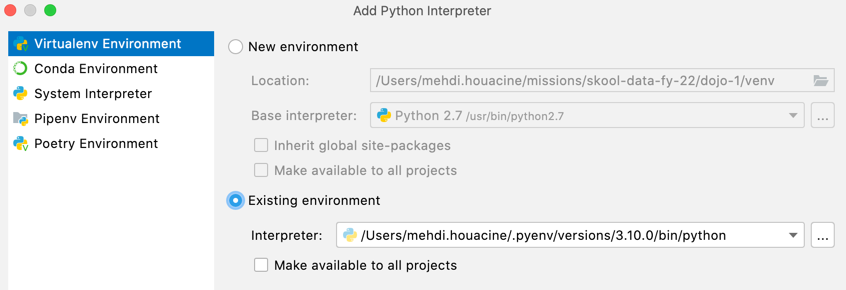 Add Python Interpreter
Virtualenv Environment
Conda Environment
System Interpreter
Pipenv Environment
Poetry Environment
New environment
Location: /Users/mehdi.houacine/missions/skool-data-fy-22/dojo-1/venv
Base interpreter: Python 2.7 /usr/bin/python2.7 ...
Inherit global site-packages
Make available to all projects
Existing environment
Interpreter: /Users/mehdi.houacine/.pyenv/versions/3.10.0/bin/python ...
Make available to all projects